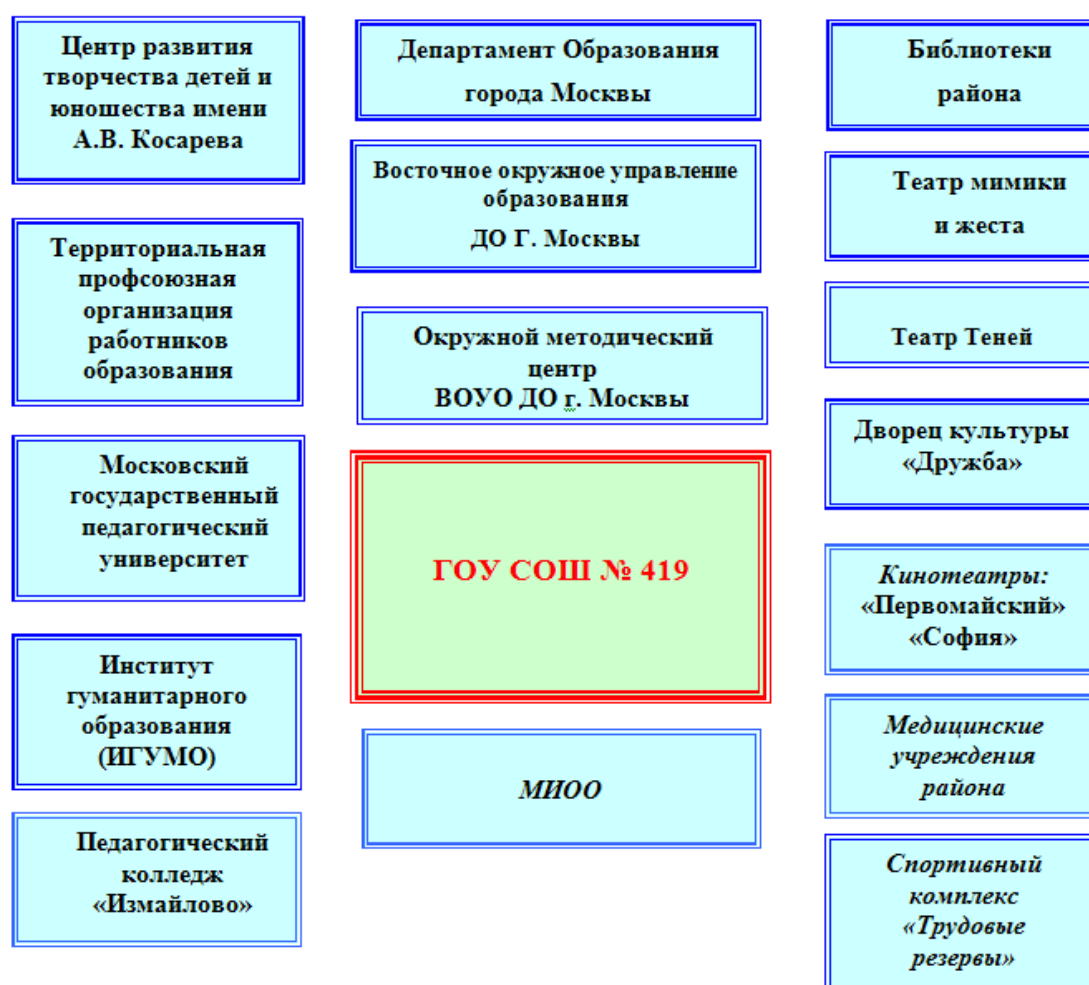 Центр развития
творчества детей и
юношества имени
А.В. Косарева
Территориальная
профсоюзная
организация
работников
образования
Московский
государственный
педагогический
университет
Институт
гуманитарного
образования
(ИГУМО)
Педагогический
колледж
«Измайлово»
Департамент Образования
города Москвы
Восточное окружное управление
образования
ДО Г. Москвы
Окружной методический
центр
ВОУО ДО г. Москвы
ГОУ СОШ № 419
МИОО
Библиотеки
района
Театр мимики
и жеста
Театр Теней
Дворец культуры
«Дружба»
Кинотеатры:
«Первомайский»
«София»
Медицинские
учреждения
района
Спортивный
комплекс
«Трудовые
резервы»